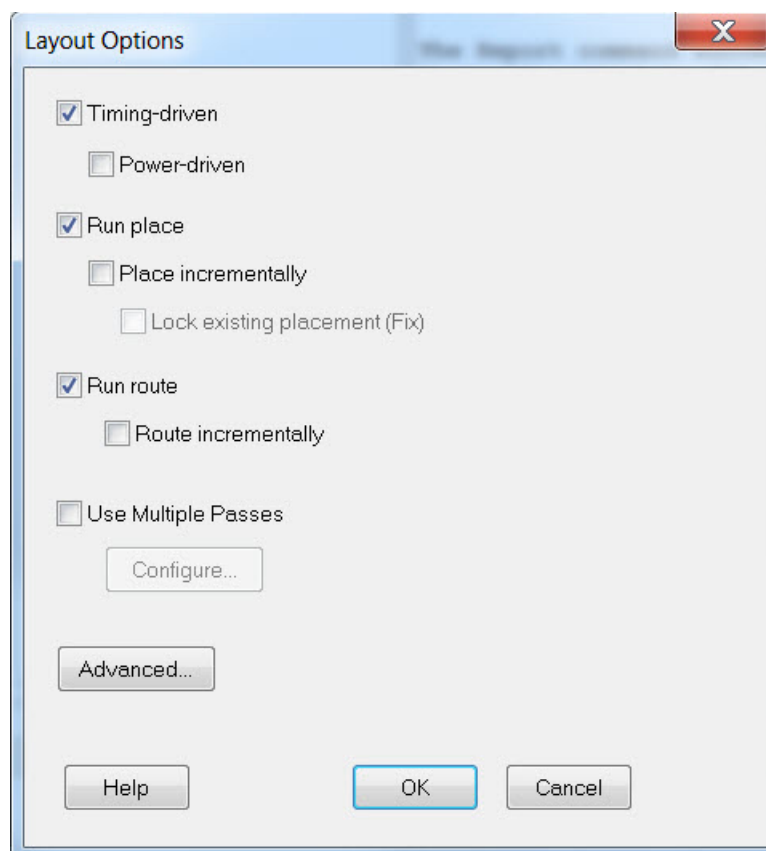 Layout Options
Timing-driven
Power-driven
Run place
Place incrementally
Lock existing placement (Fix)
Run route
Route incrementally
Use Multiple Passes
Configure...
Advanced...
Help OK Cancel